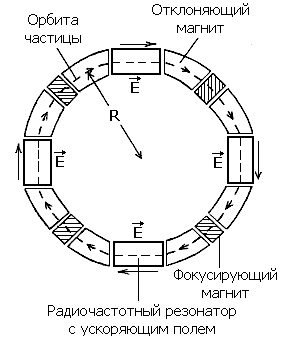 Орбита
частицы
Отклоняющий
магнит
E
R
E
E
E
Фокусирующий
магнит
Радиочастотный резонатор
с ускоряющим полем